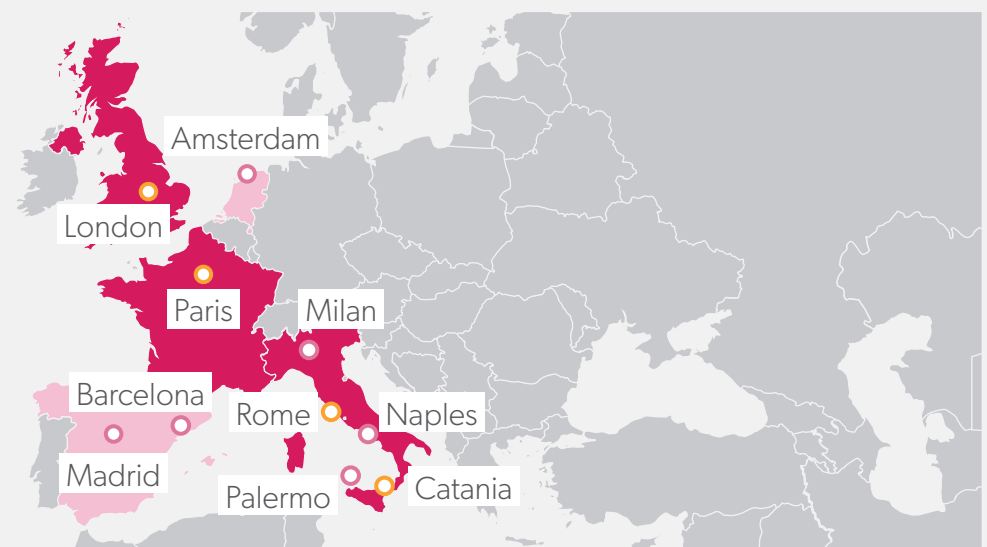 Amsterdam
London
Paris
Milan
Barcelona
Rome
Naples
Madrid
Palermo
Catania